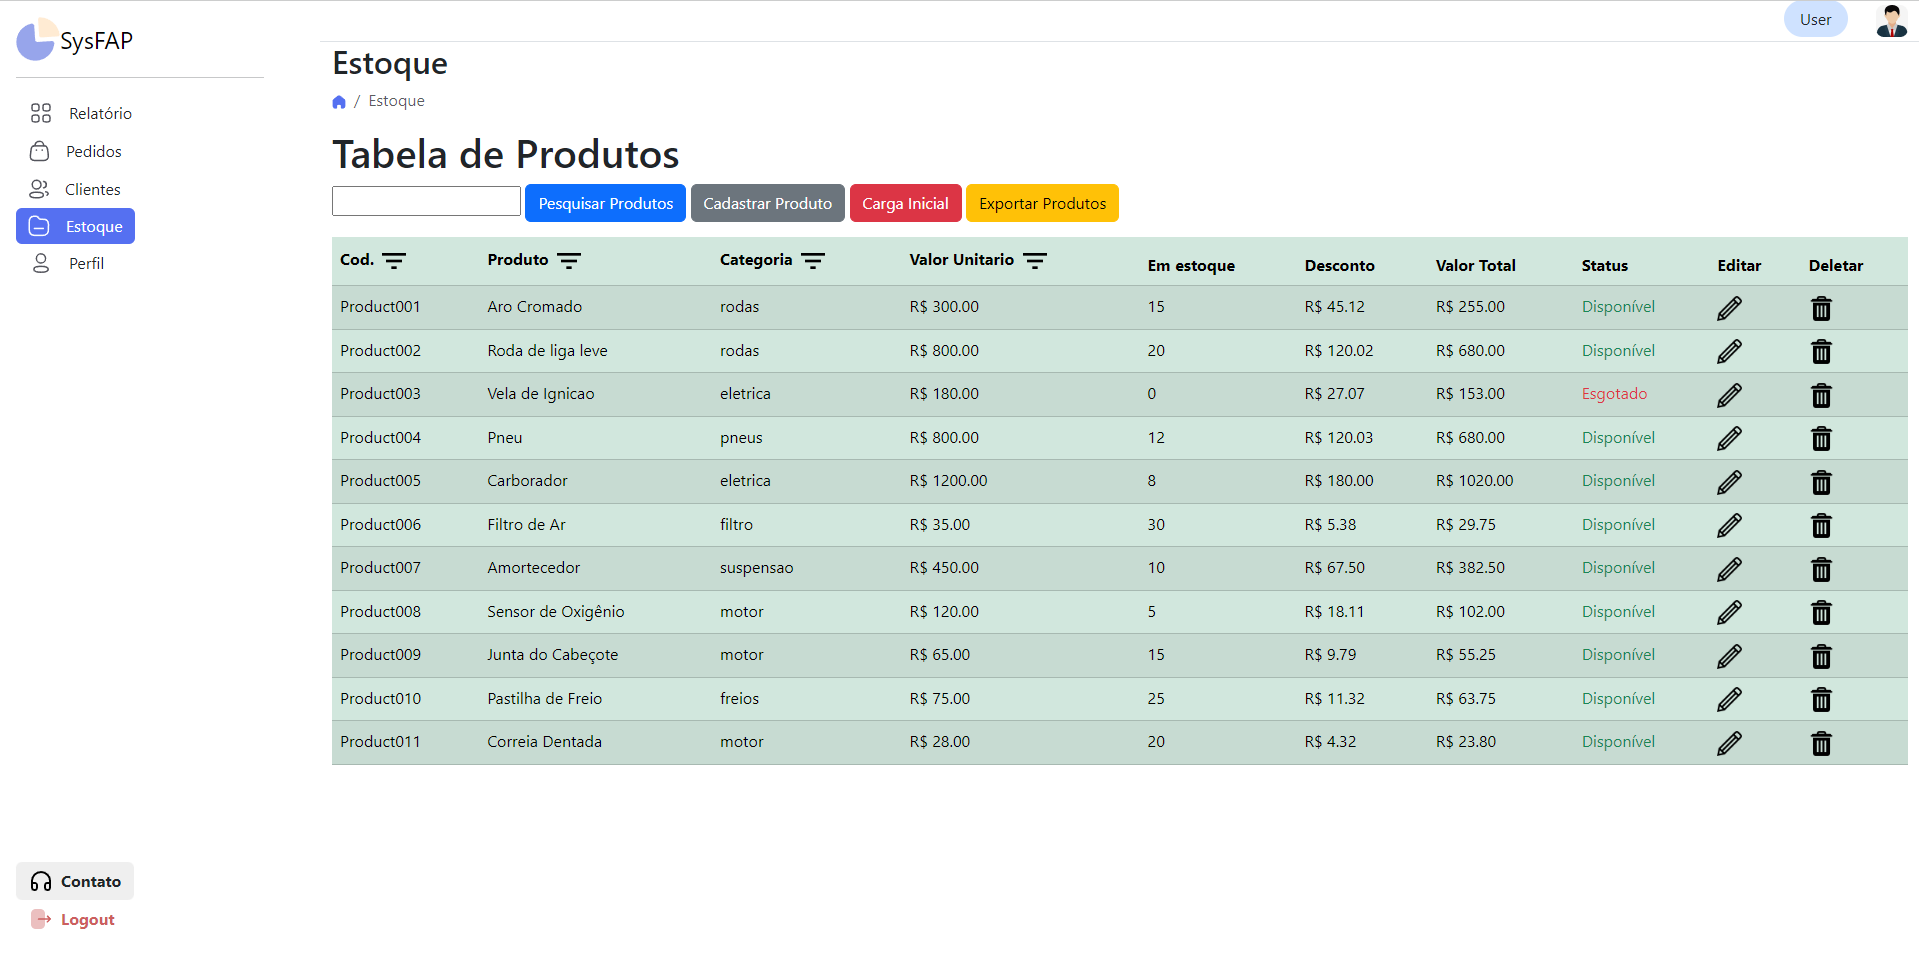 SysFAP
User
Relatório
Pedidos
Clientes
Estoque
Perfil
Contato
Logout
Estoque
/ Estoque
Tabela de Produtos
Pesquisar Produtos Cadastrar Produto Carga Inicial Exportar Produtos
Cod. Produto Categoria Valor Unitario Em estoque Desconto Valor Total Status Editar Deletar
Product001 Aro Cromado rodas R$ 300.00 15 R$ 45.12 R$ 255.00 Disponível
Product002 Roda de liga leve rodas R$ 800.00 20 R$ 120.02 R$ 680.00 Disponível
Product003 Vela de Ignicao eletrica R$ 180.00 0 R$ 27.07 R$ 153.00 Esgotado
Product004 Pneu pneus R$ 800.00 12 R$ 120.03 R$ 680.00 Disponível
Product005 Carborador eletrica R$ 1200.00 8 R$ 180.00 R$ 1020.00 Disponível
Product006 Filtro de Ar filtro R$ 35.00 30 R$ 5.38 R$ 29.75 Disponível
Product007 Amortecedor suspensao R$ 450.00 10 R$ 67.50 R$ 382.50 Disponível
Product008 Sensor de Oxigênio motor R$ 120.00 5 R$ 18.11 R$ 102.00 Disponível
Product009 Junta do Cabeçote motor R$ 65.00 15 R$ 9.79 R$ 55.25 Disponível
Product010 Pastilha de Freio freios R$ 75.00 25 R$ 11.32 R$ 63.75 Disponível
Product011 Correia Dentada motor R$ 28.00 20 R$ 4.32 R$ 23.80 Disponível